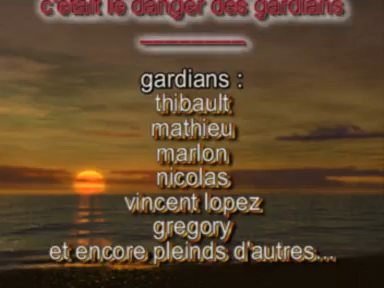 c'était le danger des gardians
gardians :
thibault
mathieu
marlon
nicolas
vincent lopez
gregory
et encore pleinds d'autres...